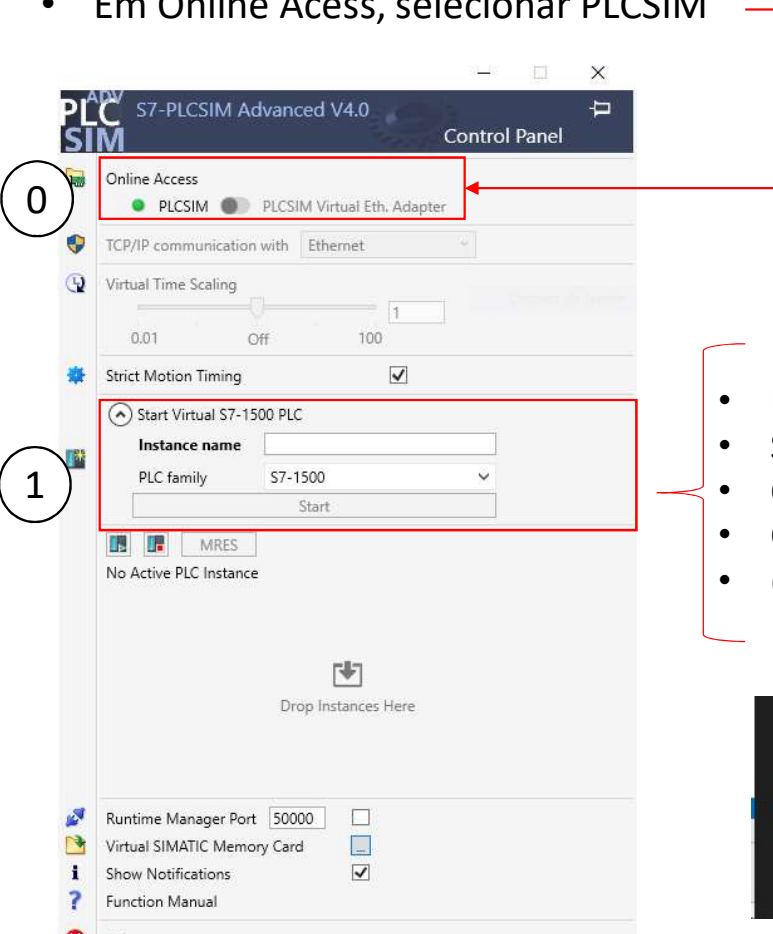 • Em Online Acess, selecionar PLCSIM
ADV
PLC
SIM
S7-PLCSIM Advanced V4.0
Control Panel
0
Online Access
PLCSIM PLCSIM Virtual Eth. Adapter
TCP/IP communication with Ethernet
Virtual Time Scaling
1
0.01 Off 100
Strict Motion Timing
1
Start Virtual S7-1500 PLC
Instance name
PLC family S7-1500
Start
MRES
No Active PLC Instance
Drop Instances Here
Runtime Manager Port 50000
Virtual SIMATIC Memory Card ...
Show Notifications
Function Manual